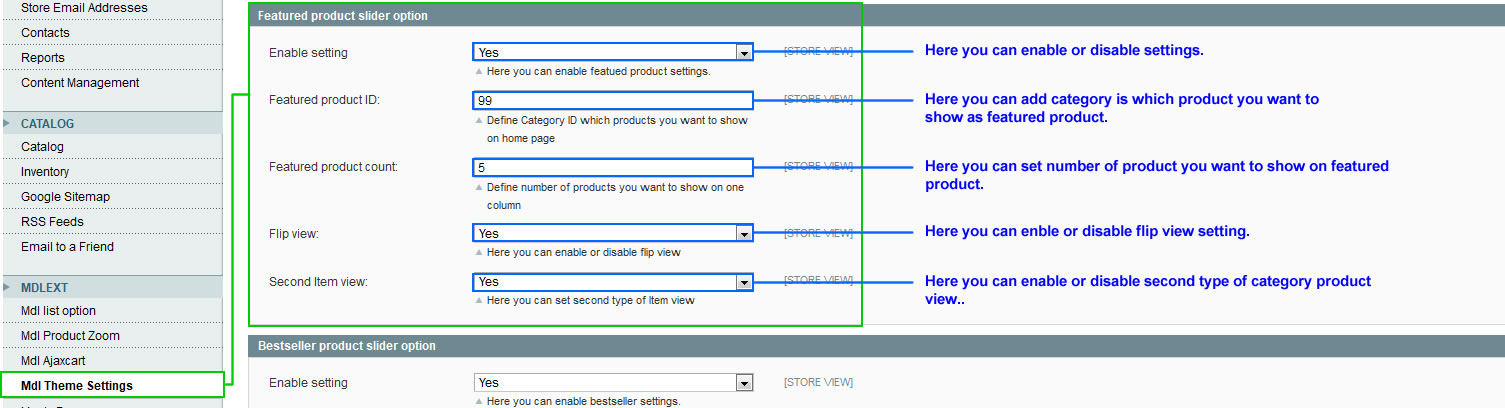 Store Email Addresses
Contacts
Reports
Content Management
CATALOG
Catalog
Inventory
Google Sitemap
RSS Feeds
Email to a Friend
MDLEXT
Mdl list option
Mdl Product Zoom
Mdl Ajaxcart
Mdl Theme Settings
Featured product slider option
Enable setting
Yes
[STORE VIEW]
Here you can enable or disable settings.
Here you can enable featued product settings.
Featured product ID:
99
[STORE VIEW]
Here you can add category is which product you want to
show as featured product.
Define Category ID which products you want to show
on home page
Featured product count:
5
[STORE VIEW]
Here you can set number of product you want to show on featured
product.
Define number of products you want to show on one
column
Flip view:
Yes
[STORE VIEW]
Here you can enble or disable flip view setting.
Here you can enable or disable flip view
Second Item view:
Yes
[STORE VIEW]
Here you can enable or disable second type of category product
view..
Here you can set second type of Item view
Bestseller product slider option
Enable setting
Yes
[STORE VIEW]
Here you can enable bestseller settings.